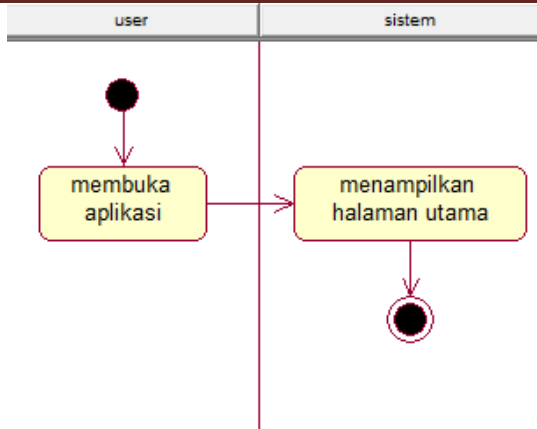 user
sistem
membuka
aplikasi
menampilkan
halaman utama